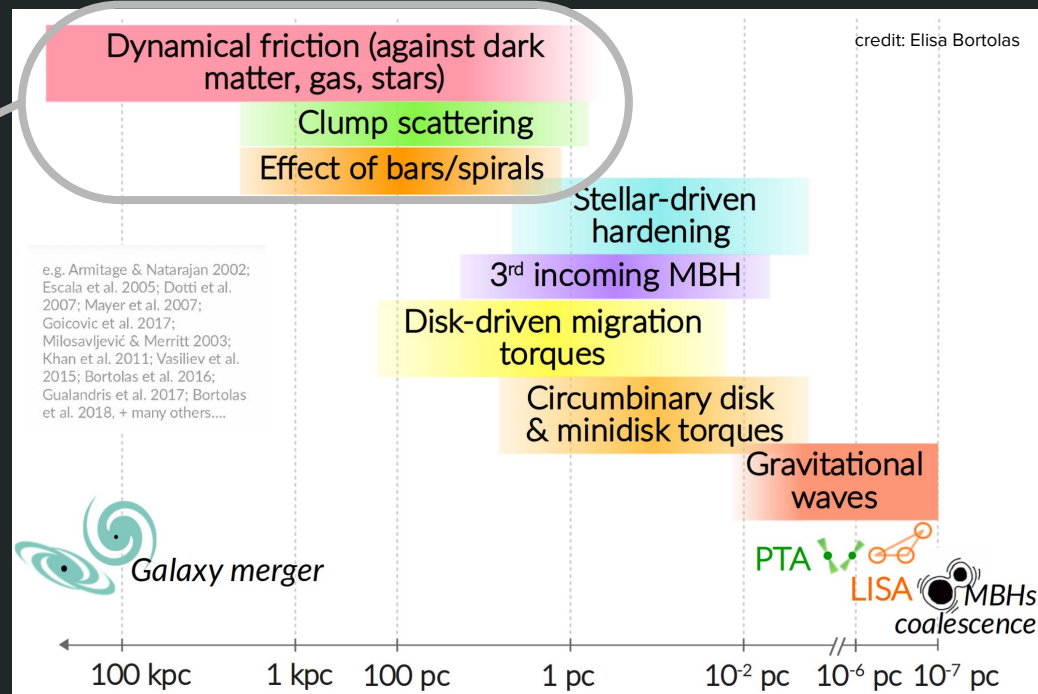 credit: Elisa Bortolas
Dynamical friction (against dark
matter, gas, stars)
Clump scattering
Effect of bars/spirals
Stellar-driven
hardening
3rd incoming MBH
Disk-driven migration
torques
Circumbinary disk
& minidisk torques
Gravitational
waves
e.g. Armitage & Natarajan 2002;
Escala et al. 2005; Dotti et al.
2007; Mayer et al. 2007;
Goicovic et al. 2017;
Milosavljević & Merritt 2003;
Khan et al. 2011; Vasiliev et al.
2015; Bortolas et al. 2016;
Gualandris et al. 2017; Bortolas
et al. 2018, + many others....
Galaxy merger
PTA
LISA
MBHs
coalescence
100 kpc
1 kpc
100 pc
1 pc
10⁻² pc
10⁻⁶ pc
10⁻⁷ pc